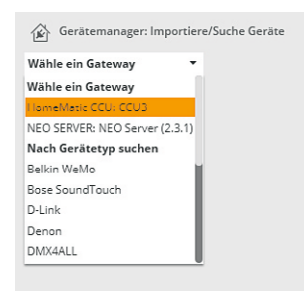 Gerätemanager: Importiere/Suche Geräte
Wähle ein Gateway
Wähle ein Gateway
HomeMatic CCU: CCU3
NEO SERVER: NEO Server (2.3.1)
Nach Gerätetyp suchen
Belkin WeMo
Bose SoundTouch
D-Link
Denon
DMX4ALL